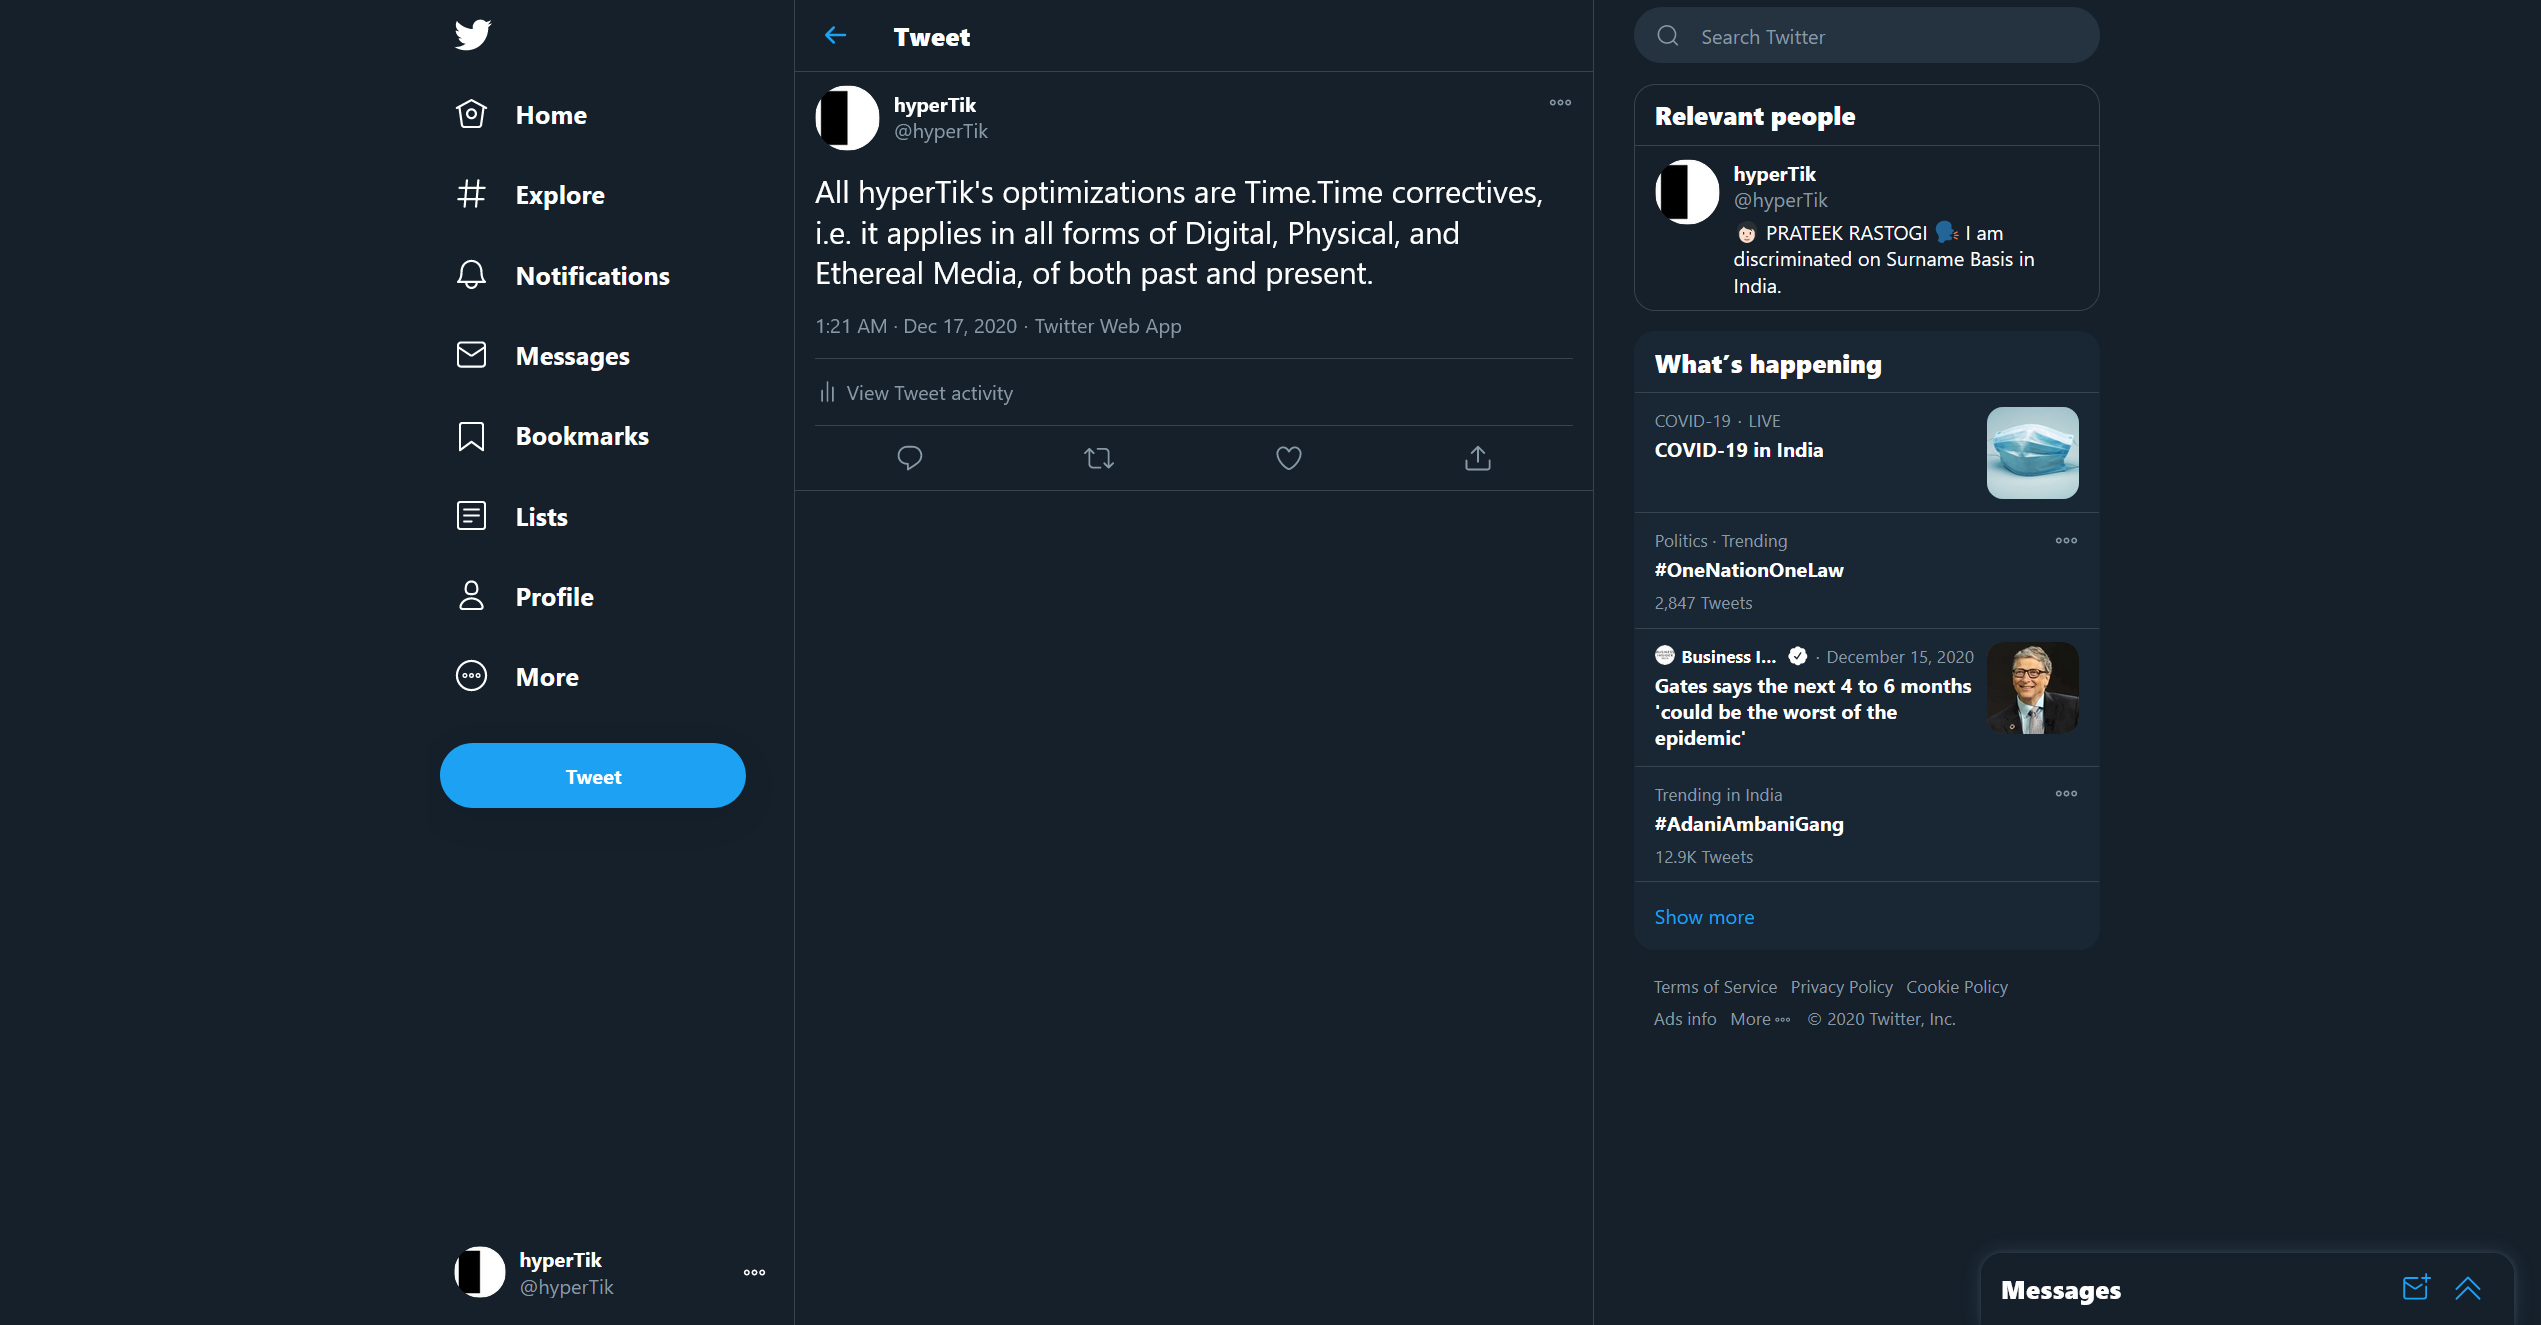 Home
Explore
Notifications
Messages
Bookmarks
Lists
Profile
More
Tweet
hyperTik
@hyperTik
Tweet
hyperTik
@hyperTik
All hyperTik's optimizations are Time.Time correctives,
i.e. it applies in all forms of Digital, Physical, and
Ethereal Media, of both past and present.
1:21 AM · Dec 17, 2020 · Twitter Web App
View Tweet activity
Search Twitter
Relevant people
hyperTik
@hyperTik
PRATEEK RASTOGI I am
discriminated on Surname Basis in
India.
What's happening
COVID-19 · LIVE
COVID-19 in India
Politics · Trending
#OneNationOneLaw
2,847 Tweets
Business I... · December 15, 2020
Gates says the next 4 to 6 months
'could be the worst of the
epidemic'
Trending in India
#AdaniAmbaniGang
12.9K Tweets
Show more
Terms of Service Privacy Policy Cookie Policy
Ads info More © 2020 Twitter, Inc.
Messages